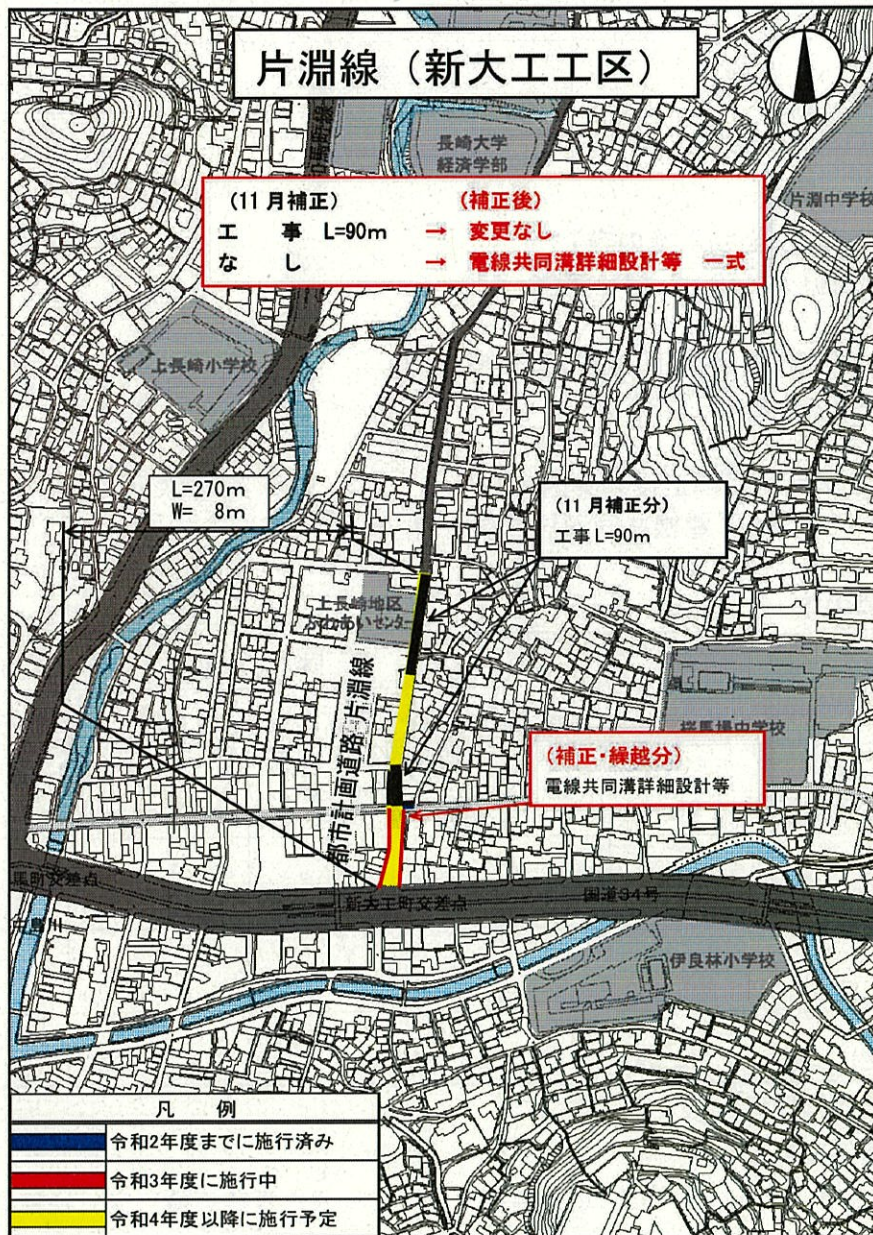 片淵線（新大工工区）
長崎大学
経済学部
片淵中学校
(11月補正) (補正後)
工 事 L=90m → 変更なし
な し → 電線共同溝詳細設計等 一式
上長崎小学校
L=270m
W= 8m
(11月補正分)
工事 L=90m
上長崎地区
ふれあいセンター
都市計画道路 片淵線
桜馬場中学校
(補正・繰越分)
電線共同溝詳細設計等
馬町交差点
新大工町交差点
国道34号
中島川
伊良林小学校
凡 例
令和2年度までに施行済み
令和3年度に施行中
令和4年度以降に施行予定